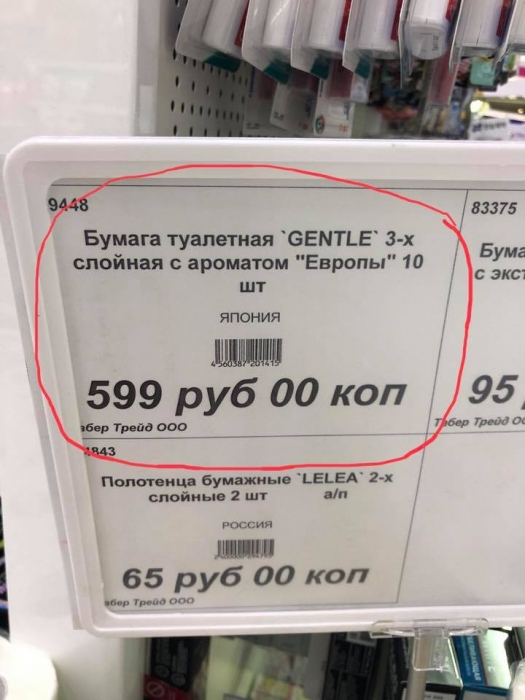 9448
Бумага туалетная `GENTLE` 3-х
слойная с ароматом "Европы" 10
шт
ЯПОНИЯ
4560387201415
599 руб 00 коп
абер Трейд ООО
4843
Полотенца бумажные `LELEA` 2-х
слойные 2 шт а/п
РОССИЯ
65 руб 00 коп
абер Трейд ООО
83375
Бума
с экст
95
Табер Трейд ОО